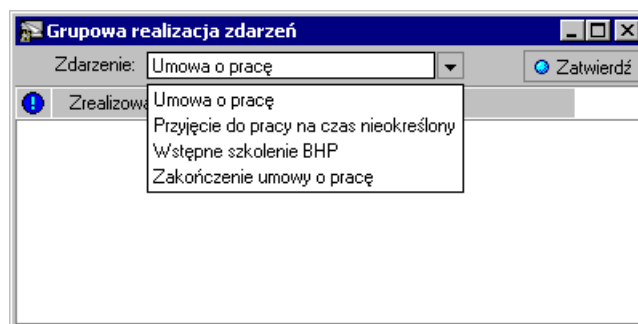 Grupowa realizacja zdarzeń
Zdarzenie: Umowa o pracę
Zatwierdź
Umowa o pracę
Przyjęcie do pracy na czas nieokreślony
Wstępne szkolenie BHP
Zakończenie umowy o pracę